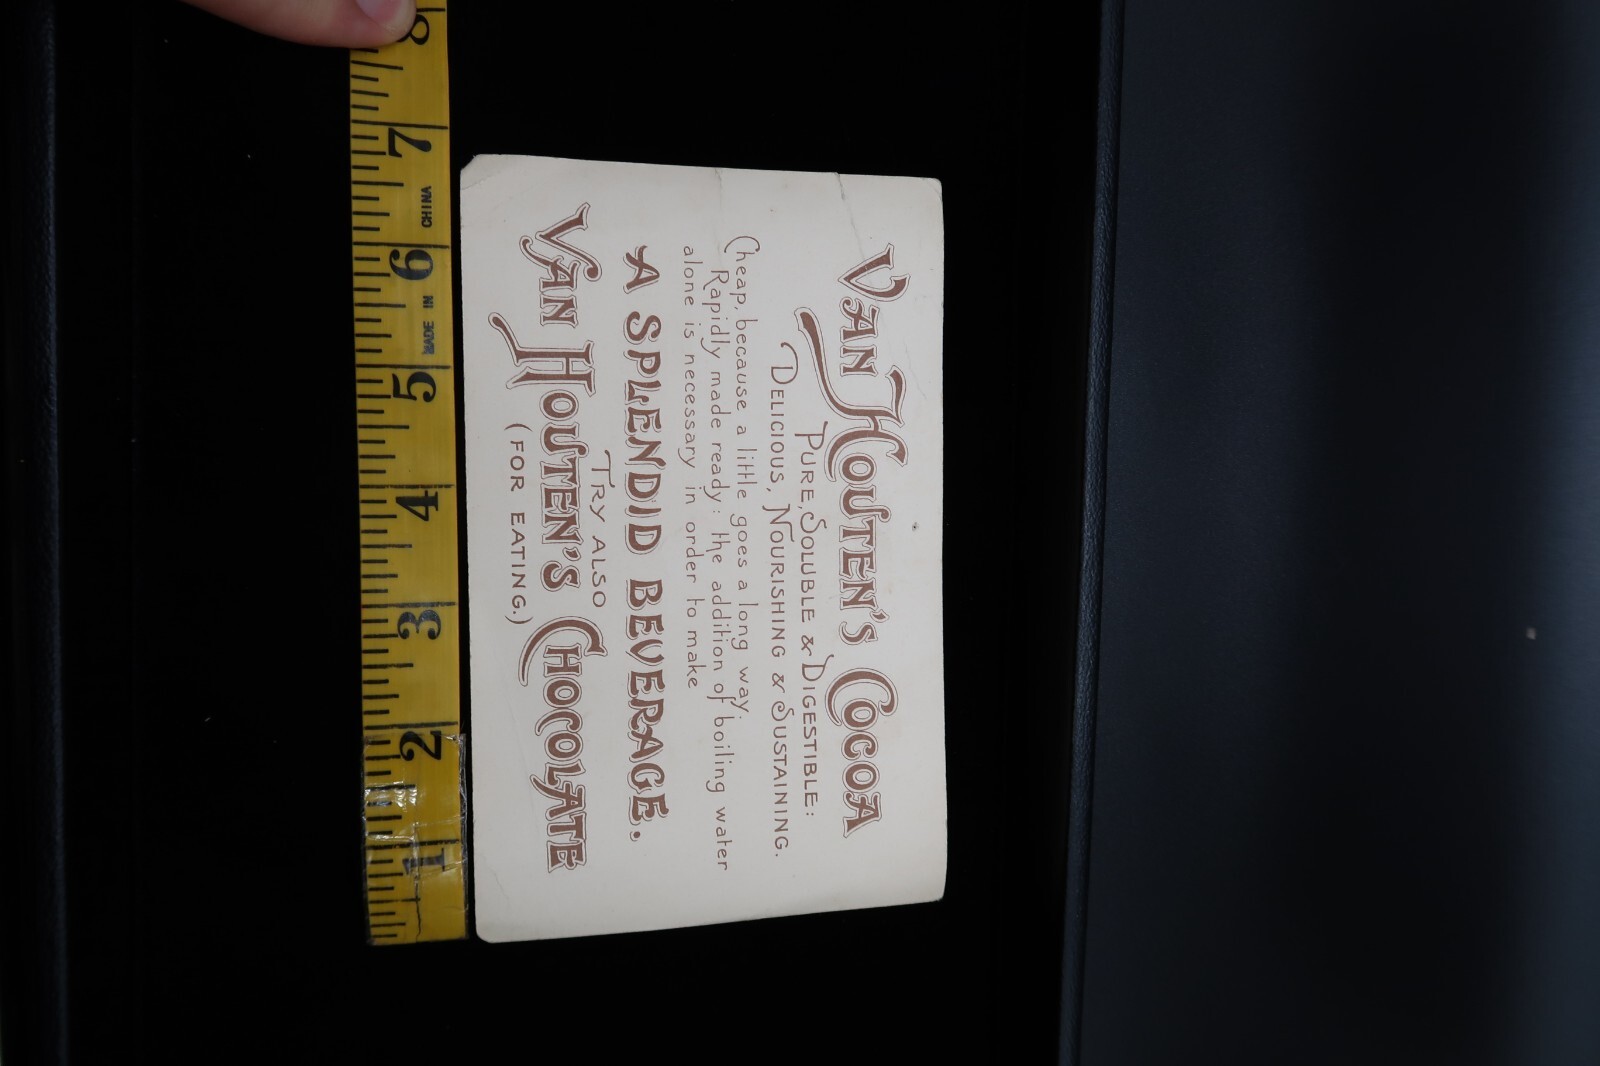 VAN HOUTEN'S COCOA
PURE, SOLUBLE & DIGESTIBLE:
DELICIOUS, NOURISHING & SUSTAINING.
Cheap, because a little goes a long way.
Rapidly made ready: the addition of boiling water
alone is necessary in order to make
A SPLENDID BEVERAGE.
TRY ALSO
VAN HOUTEN'S CHOCOLATE
(FOR EATING.)
1 2 3 4 5 6 7 8
MADE IN CHINA